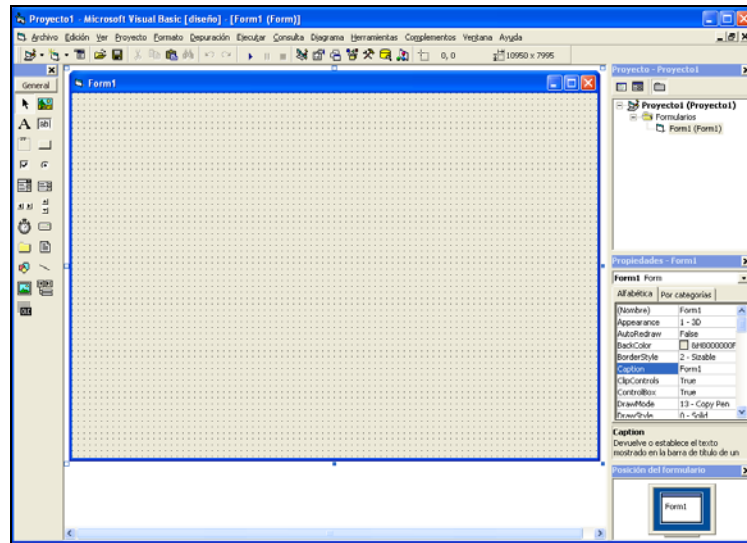 Proyecto1 - Microsoft Visual Basic [diseño] - [Form1 (Form)]
Archivo Edición Ver Proyecto Formato Depuración Ejecutar Consulta Diagrama Herramientas Complementos Ventana Ayuda
0, 0 10950 x 7995
General
A ab
OLE
Form1
Proyecto - Proyecto1
Proyecto1 (Proyecto1)
Formularios
Form1 (Form1)
Propiedades - Form1
Form1 Form
Alfabética Por categorías
(Nombre) Form1
Appearance 1 - 3D
AutoRedraw False
BackColor &H8000000F
BorderStyle 2 - Sizable
Caption Form1
ClipControls True
ControlBox True
DrawMode 13 - Copy Pen
DrawStyle 0 - Solid
Caption
Devuelve o establece el texto
mostrado en la barra de título de un
Posición del formulario
Form1